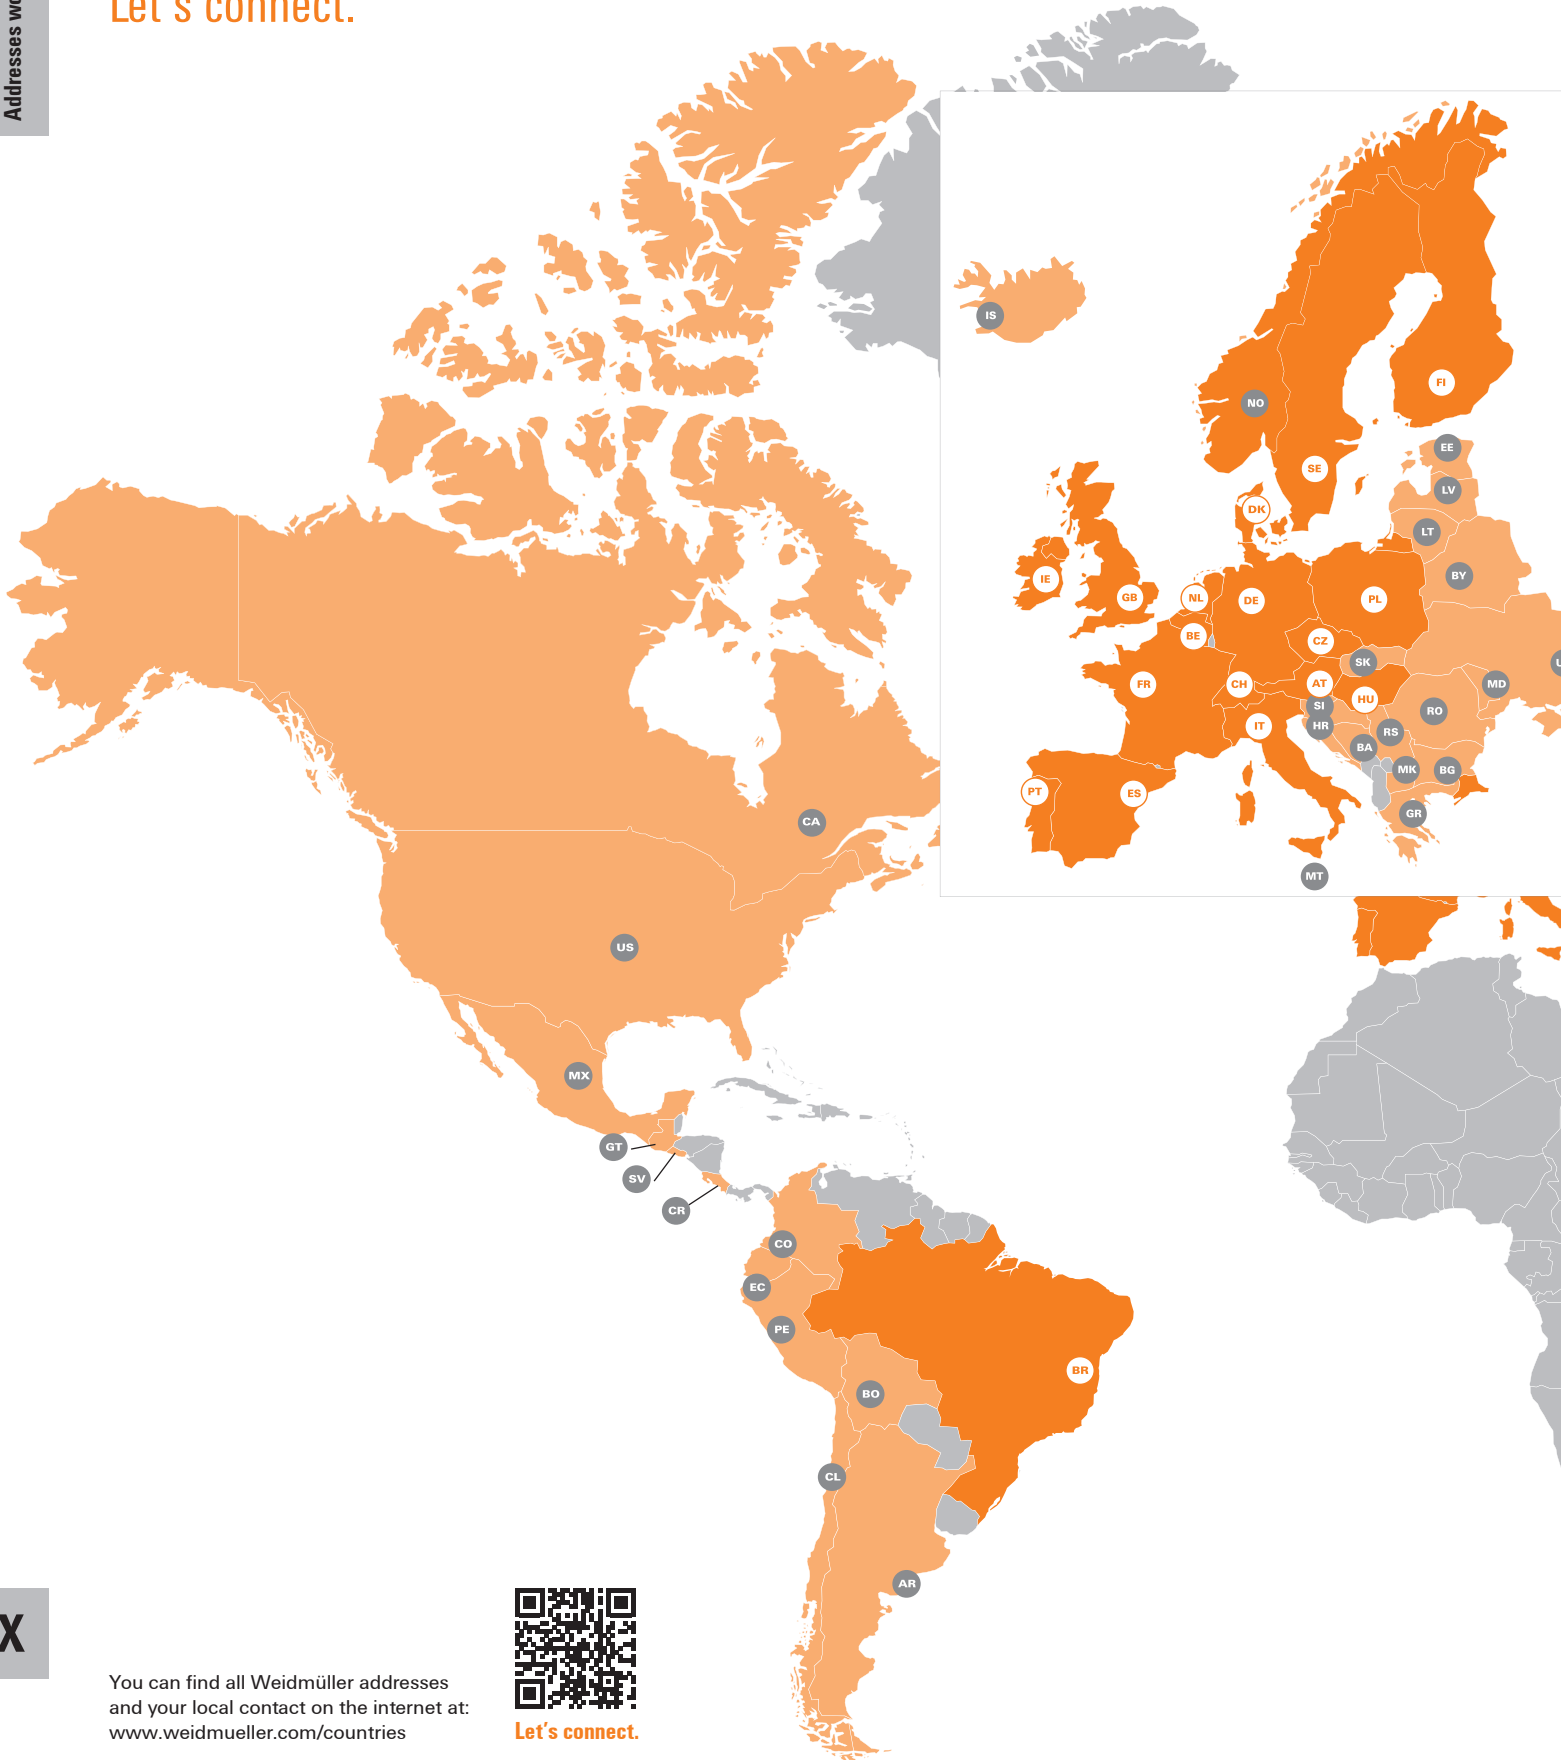 Let's connect.
Addresses
IS
NO
FI
SE
EE
LV
DK
LT
BY
IE
GB
NL
DE
PL
BE
CZ
SK
FR
CH
AT
HU
MD
SI
RO
IT
HR
RS
BA
MK
BG
PT
ES
GR
MT
CA
US
MX
GT
SV
CR
CO
EC
PE
BR
BO
CL
AR
X
You can find all Weidmüller addresses
and your local contact on the internet at:
www.weidmueller.com/countries
Let's connect.